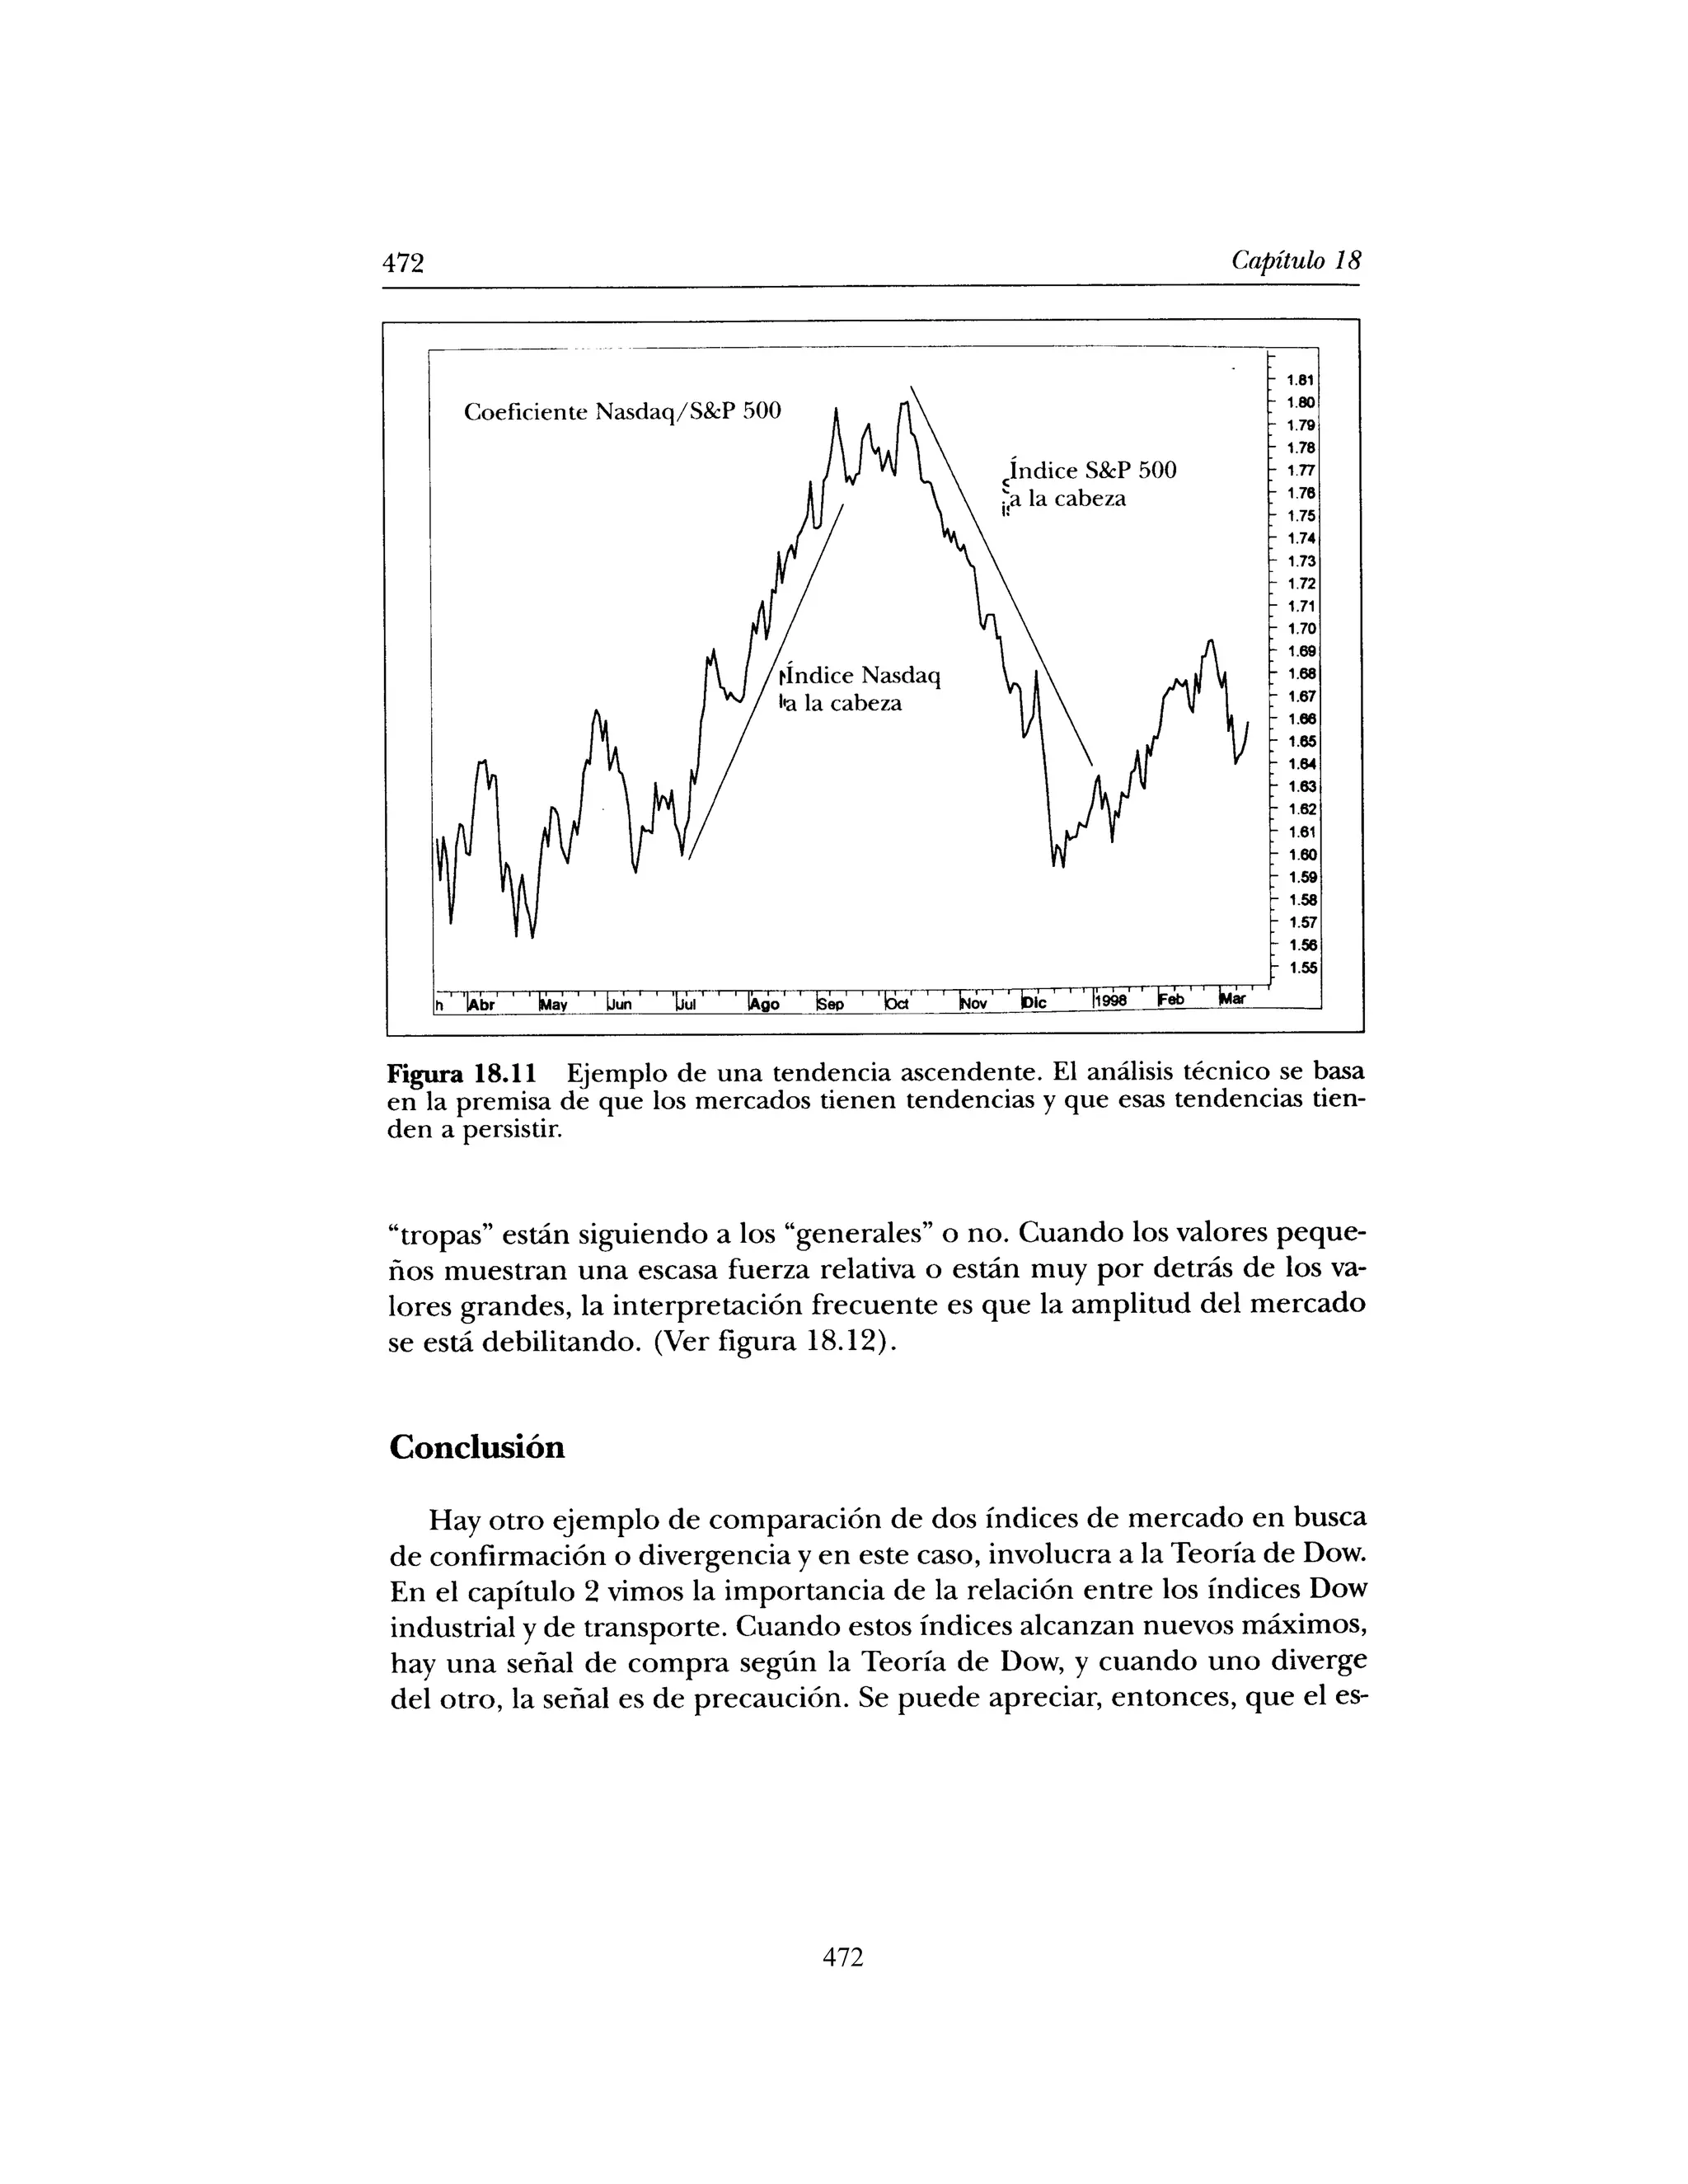 472
Capítulo 18
Coeficiente Nasdaq/S&P 500
Índice S&P 500
a la cabeza
Índice Nasdaq
a la cabeza
1.81
1.80
1.79
1.78
1.77
1.76
1.75
1.74
1.73
1.72
1.71
1.70
1.69
1.68
1.67
1.66
1.65
1.64
1.63
1.62
1.61
1.60
1.59
1.58
1.57
1.56
1.55
h Abr May Jun Jul Ago Sep Oct Nov Dic 1998 Feb Mar
Figura 18.11 Ejemplo de una tendencia ascendente. El análisis técnico se basa
en la premisa de que los mercados tienen tendencias y que esas tendencias tien-
den a persistir.
“tropas” están siguiendo a los “generales” o no. Cuando los valores peque-
ños muestran una escasa fuerza relativa o están muy por detrás de los va-
lores grandes, la interpretación frecuente es que la amplitud del mercado
se está debilitando. (Ver figura 18.12).
Conclusión
Hay otro ejemplo de comparación de dos índices de mercado en busca
de confirmación o divergencia y en este caso, involucra a la Teoría de Dow.
En el capítulo 2 vimos la importancia de la relación entre los índices Dow
industrial y de transporte. Cuando estos índices alcanzan nuevos máximos,
hay una señal de compra según la Teoría de Dow, y cuando uno diverge
del otro, la señal es de precaución. Se puede apreciar, entonces, que el es-
472